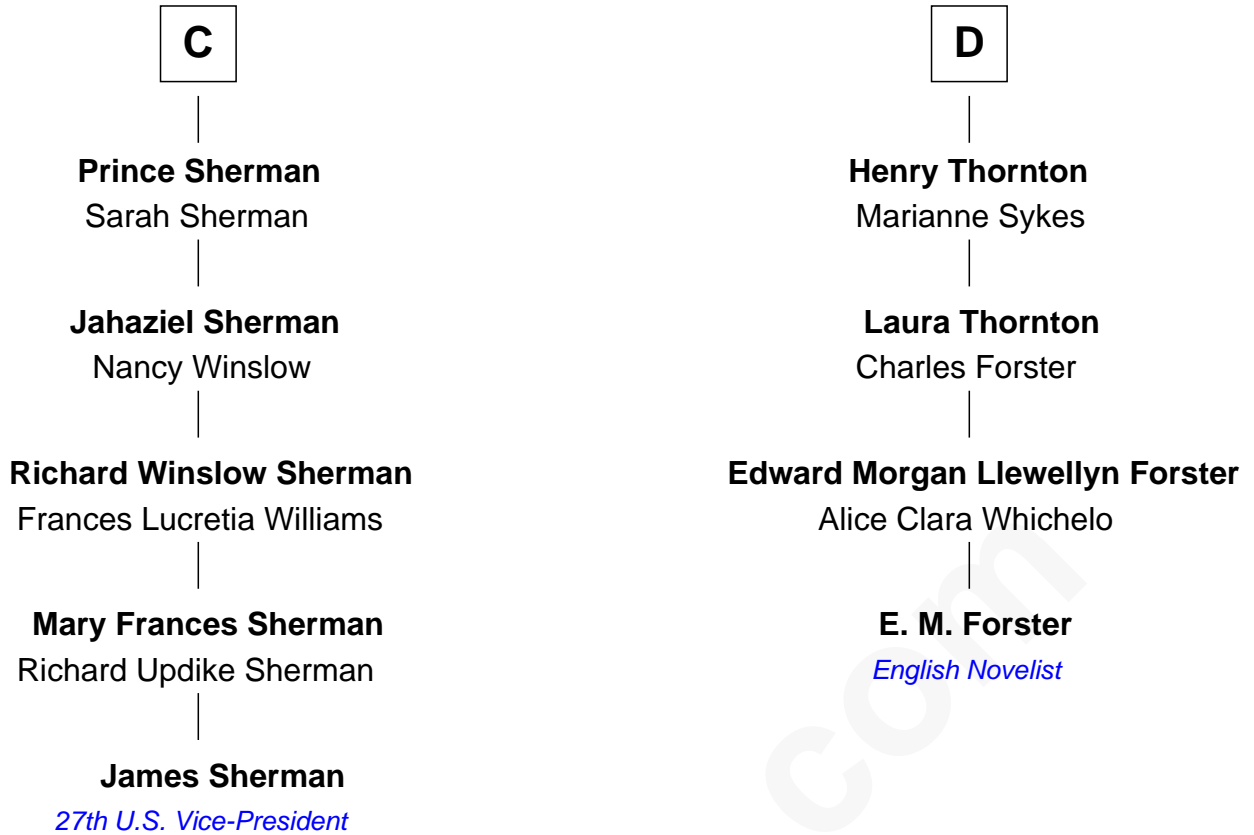 C
Prince Sherman
Sarah Sherman
Jahaziel Sherman
Nancy Winslow
Richard Winslow Sherman
Frances Lucretia Williams
Mary Frances Sherman
Richard Updike Sherman
James Sherman
27th U.S. Vice-President
D
Henry Thornton
Marianne Sykes
Laura Thornton
Charles Forster
Edward Morgan Llewellyn Forster
Alice Clara Whichelo
E. M. Forster
English Novelist
com